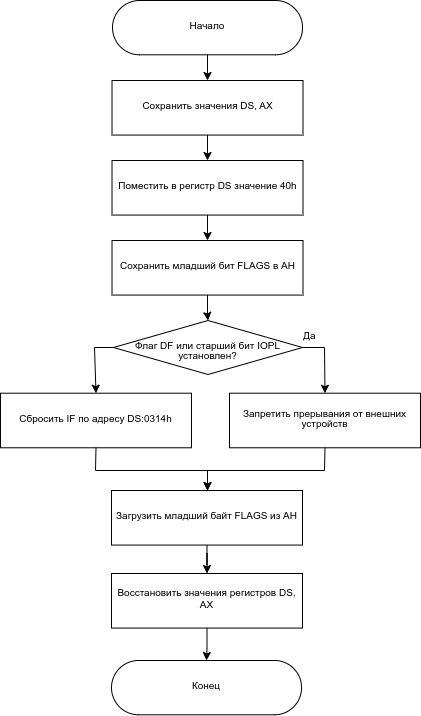 Начало
Сохранить значения DS, AX
Поместить в регистр DS значение 40h
Сохранить младший бит FLAGS в AH
Флаг DF или старший бит IOPL
установлен?
Да
Сбросить IF по адресу DS:0314h
Запретить прерывания от внешних
устройств
Загрузить младший байт FLAGS из AH
Восстановить значения регистров DS,
AX
Конец